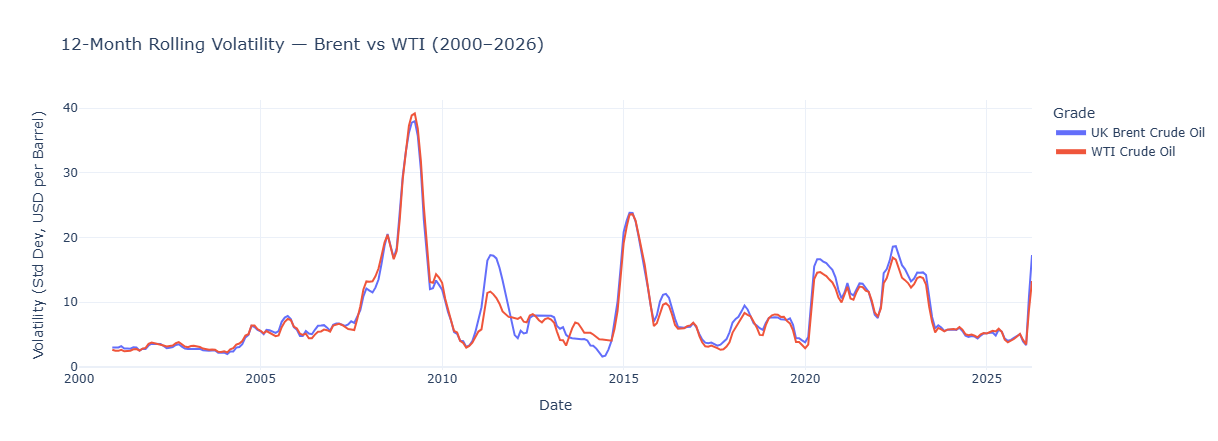 12-Month Rolling Volatility — Brent vs WTI (2000–2026)
Volatility (Std Dev, USD per Barrel)
40
30
20
10
0
2000
2005
2010
2015
2020
2025
Date
Grade
UK Brent Crude Oil
WTI Crude Oil